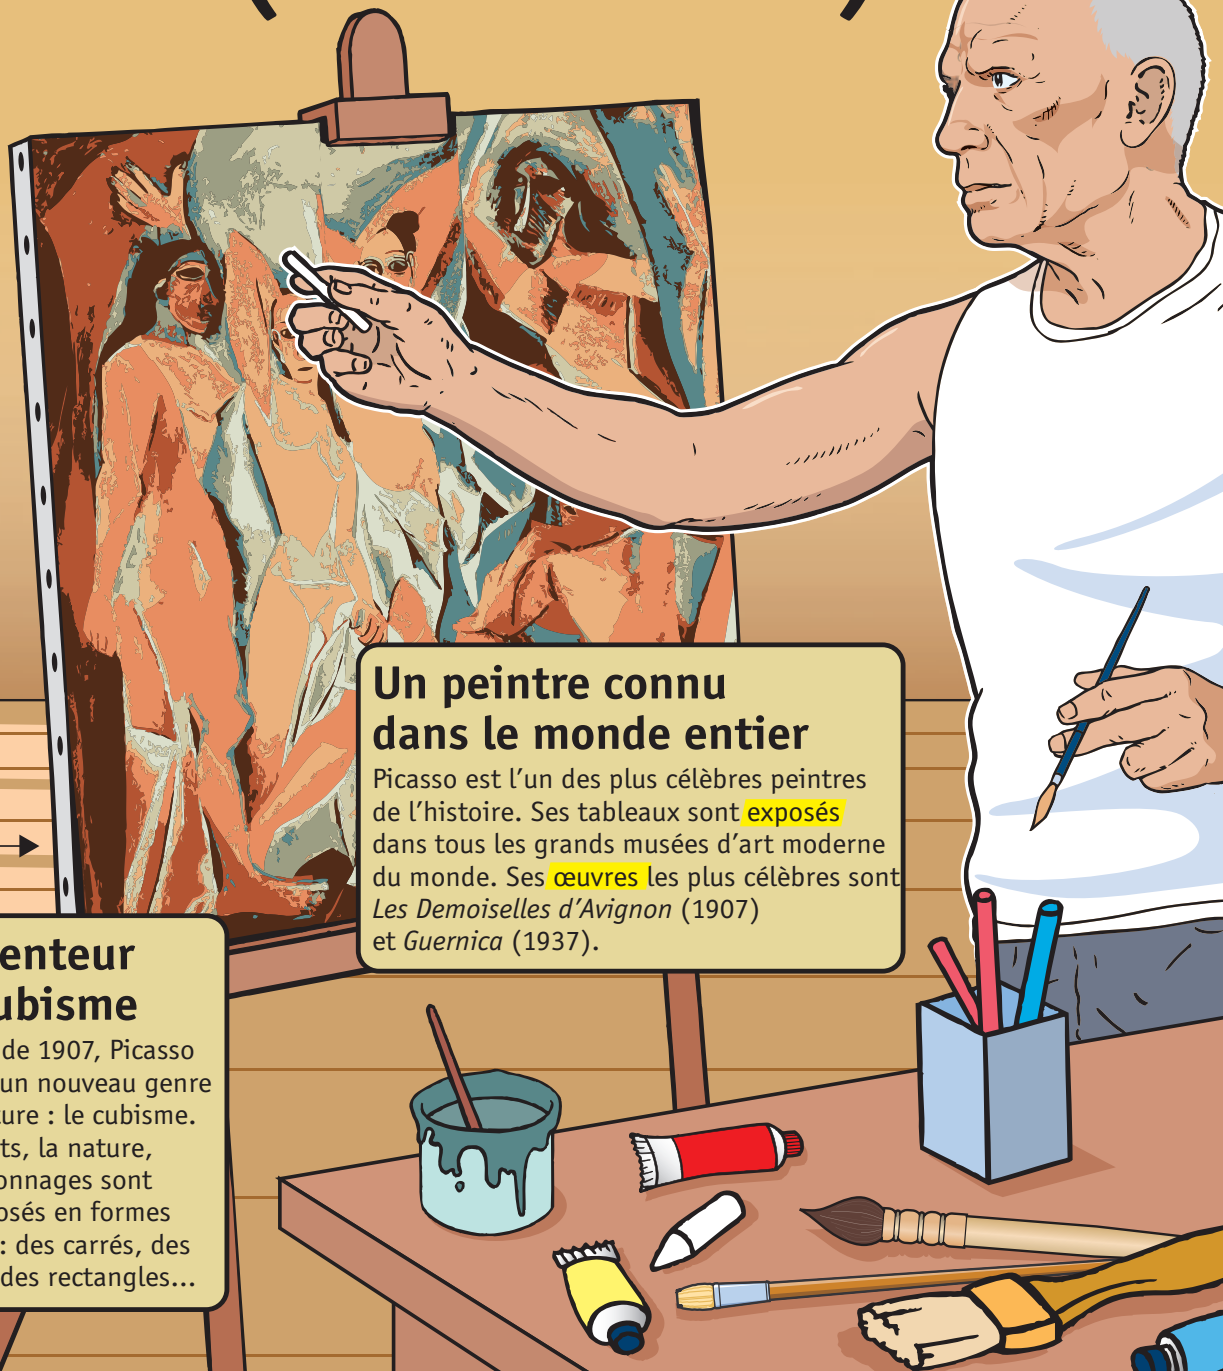 Un peintre connu
dans le monde entier
Picasso est l’un des plus célèbres peintres
de l’histoire. Ses tableaux sont exposés
dans tous les grands musées d’art moderne
du monde. Ses œuvres les plus célèbres sont
Les Demoiselles d’Avignon (1907)
et Guernica (1937).
enteur
ubisme
de 1907, Picasso
un nouveau genre
ture : le cubisme.
ts, la nature,
onnages sont
osés en formes
: des carrés, des
des rectangles...